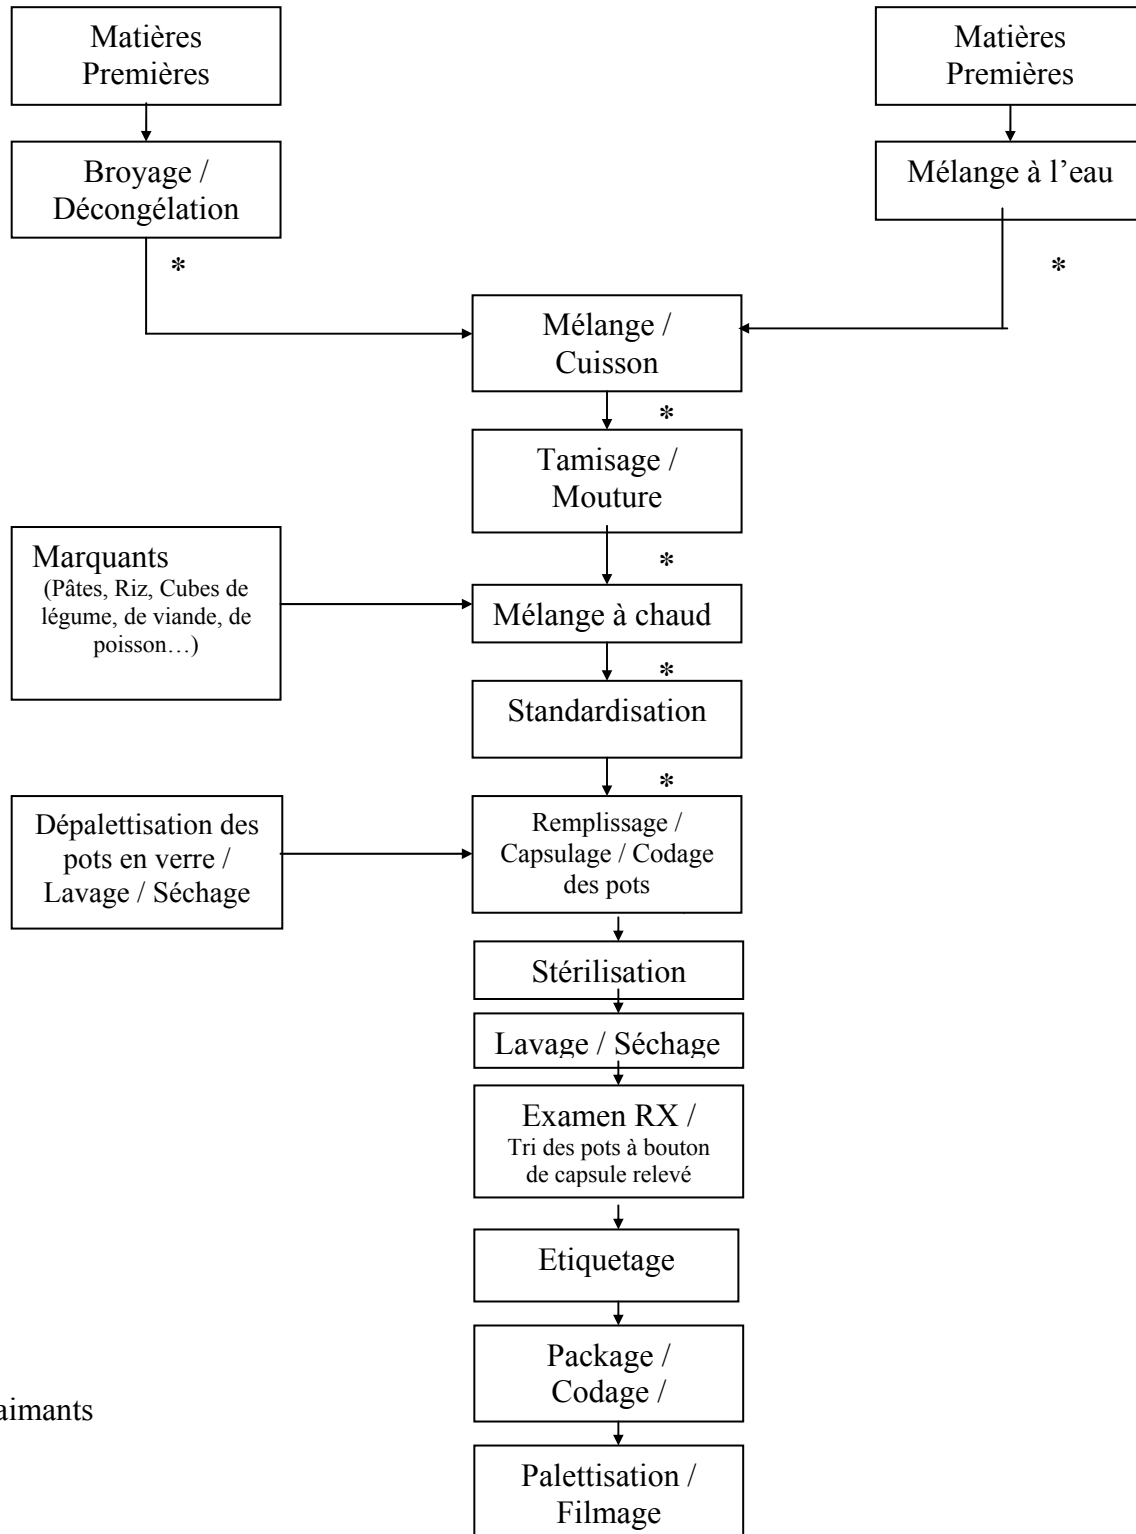 Matières
Premières
Matières
Premières
Broyage /
Décongélation
Mélange à l’eau
*
*
Mélange /
Cuisson
*
Tamisage /
Mouture
*
Marquants
(Pâtes, Riz, Cubes de
légume, de viande, de
poisson…)
Mélange à chaud
*
Standardisation
*
Dépalettisation des
pots en verre /
Lavage / Séchage
Remplissage /
Capsulage / Codage
des pots
Stérilisation
Lavage / Séchage
Examen RX /
Tri des pots à bouton
de capsule relevé
Etiquetage
Package /
Codage /
aimants
Palettisation /
Filmage